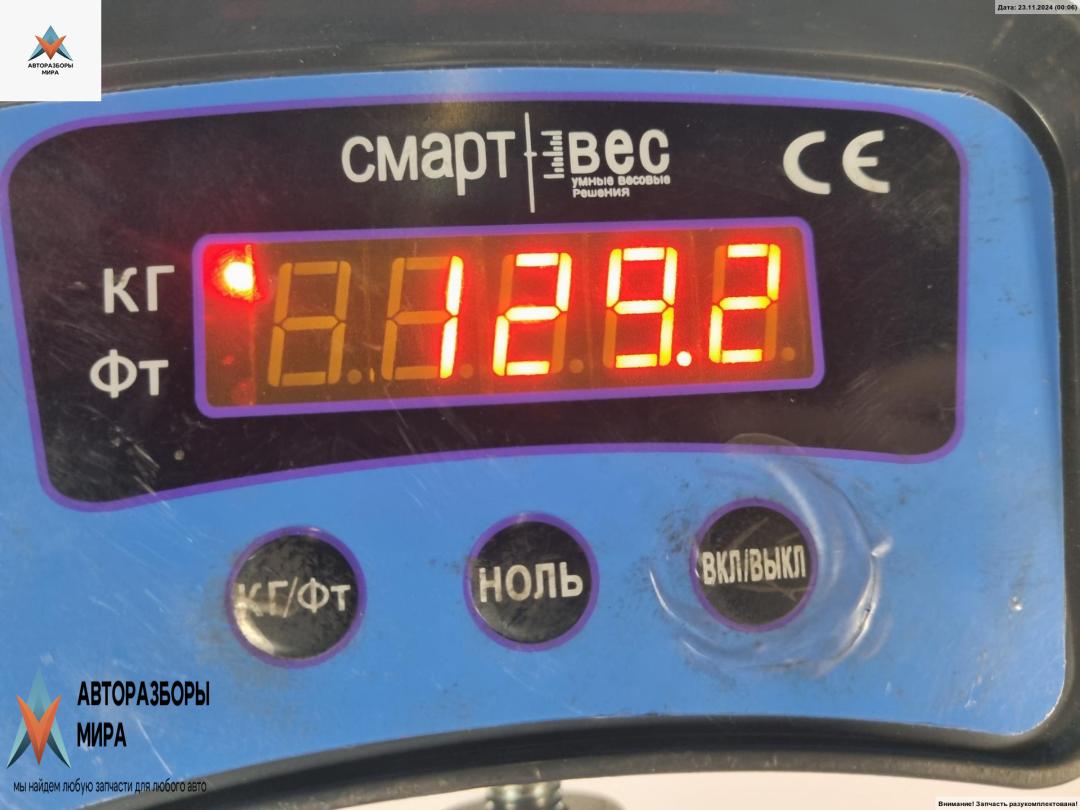 Дата: 23.11.2024 (00:06)
АВТОРАЗБОРЫ
МИРА
смарт вес
умные весовые
Решения
CE
кг
129.2
Фт
КГ/Фт
НОЛЬ
ВКЛ/ВЫКЛ
АВТОРАЗБОРЫ
МИРА
мы найдем любую запчасти для любого авто
Внимание! Запчасть разукомплектована!